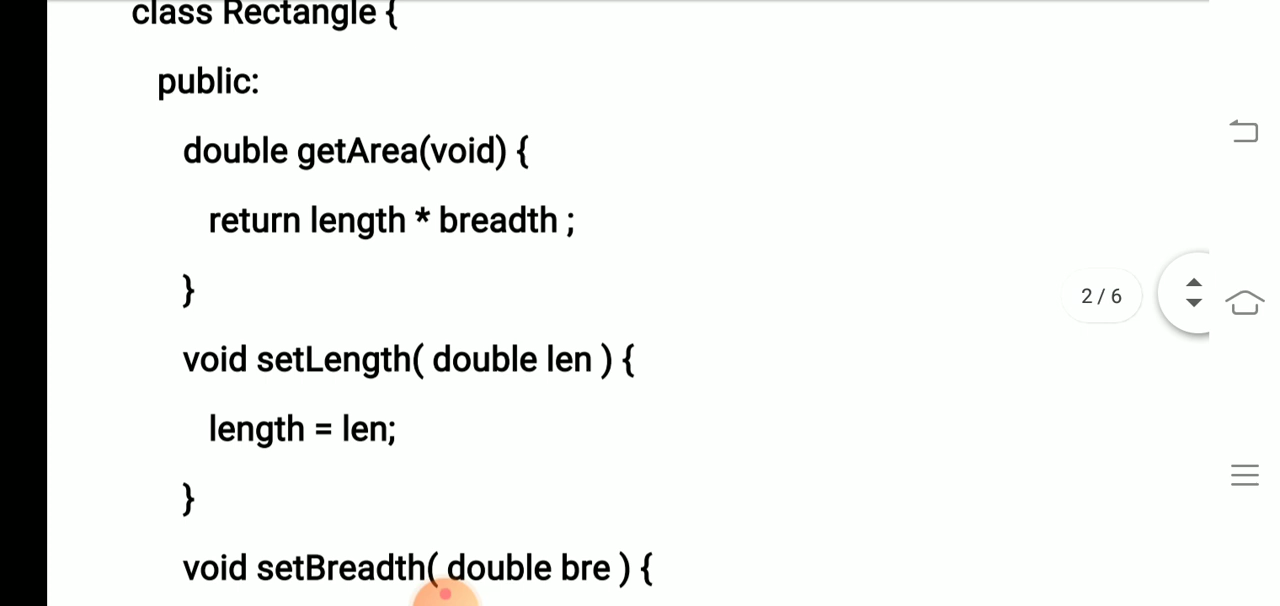 class Rectangle {
public:
double getArea(void) {
return length * breadth ;
}
void setLength( double len ) {
length = len;
}
void setBreadth( double bre ) {
2 / 6